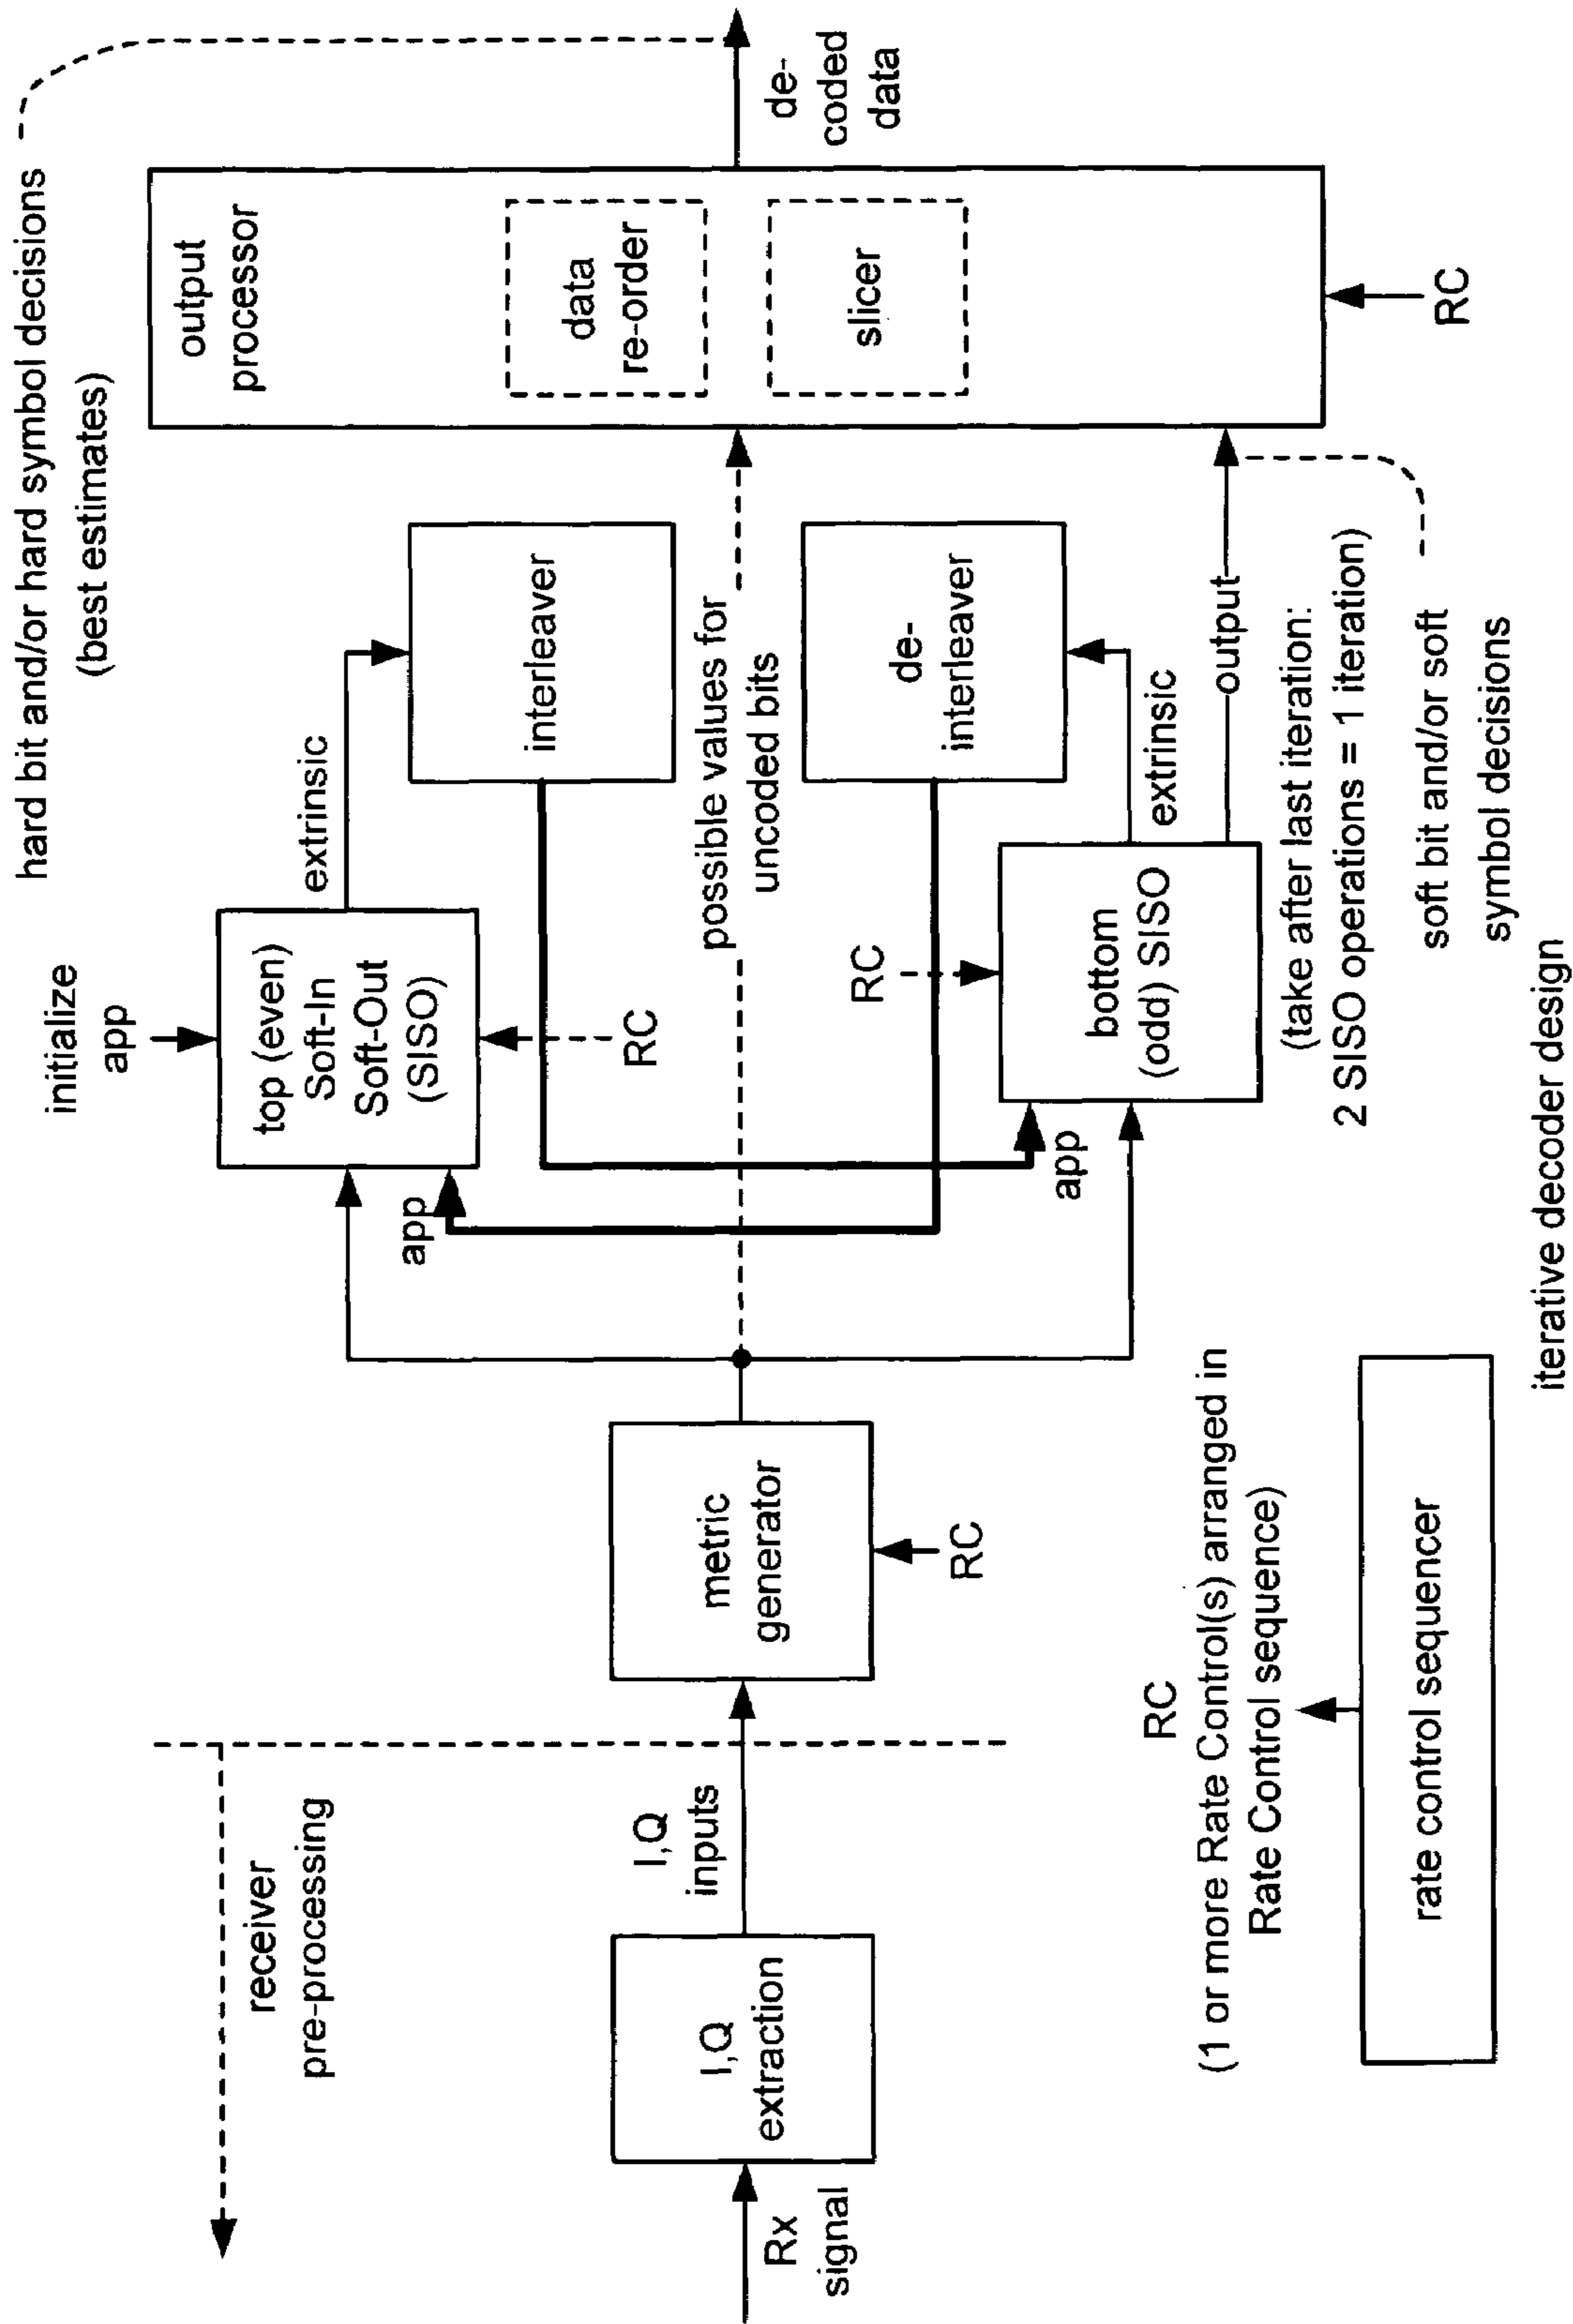 hard bit and/or hard symbol decisions
(best estimates)
initialize
app
top (even)
Soft-In
Soft-Out
(SISO)
extrinsic
interleaver
output
processor
data
re-order
slicer
de-
coded
data
RC
app
RC
possible values for
uncoded bits
de-
interleaver
RC
app
bottom
(odd) SISO
extrinsic
output
(take after last iteration:
2 SISO operations = 1 iteration)
soft bit and/or soft
symbol decisions
receiver
pre-processing
Rx
signal
I,Q
extraction
I,Q
inputs
metric
generator
RC
RC
(1 or more Rate Control(s) arranged in
Rate Control sequence)
rate control sequencer
iterative decoder design